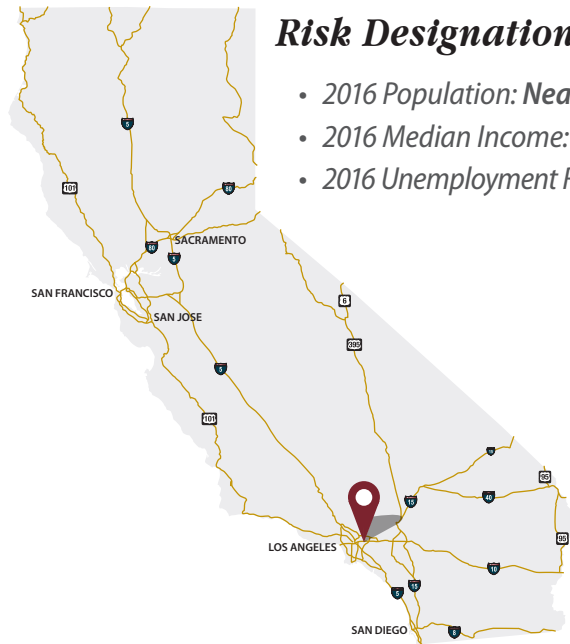 Risk Designation
• 2016 Population: Nea
• 2016 Median Income:
• 2016 Unemployment
5
101
80
SACRAMENTO
80
5
SAN FRANCISCO
SAN JOSE
6
395
5
101
15
95
15
40
LOS ANGELES
95
10
5
15
SAN DIEGO
8